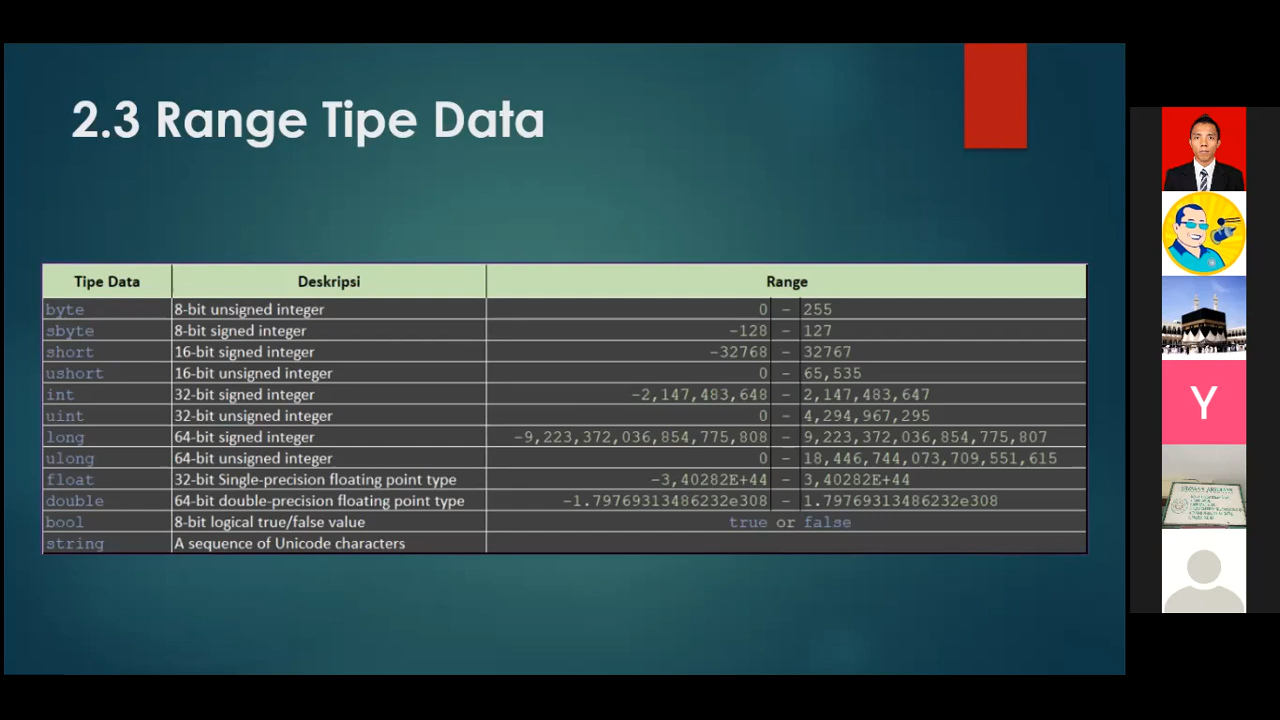 2.3 Range Tipe Data
Tipe Data Deskripsi Range
byte 8-bit unsigned integer 0 - 255
sbyte 8-bit signed integer -128 - 127
short 16-bit signed integer -32768 - 32767
ushort 16-bit unsigned integer 0 - 65,535
int 32-bit signed integer -2,147,483,648 - 2,147,483,647
uint 32-bit unsigned integer 0 - 4,294,967,295
long 64-bit signed integer -9,223,372,036,854,775,808 - 9,223,372,036,854,775,807
ulong 64-bit unsigned integer 0 - 18,446,744,073,709,551,615
float 32-bit Single-precision floating point type -3,40282E+44 - 3,40282E+44
double 64-bit double-precision floating point type -1.79769313486232e308 - 1.79769313486232e308
bool 8-bit logical true/false value true or false
string A sequence of Unicode characters
Y